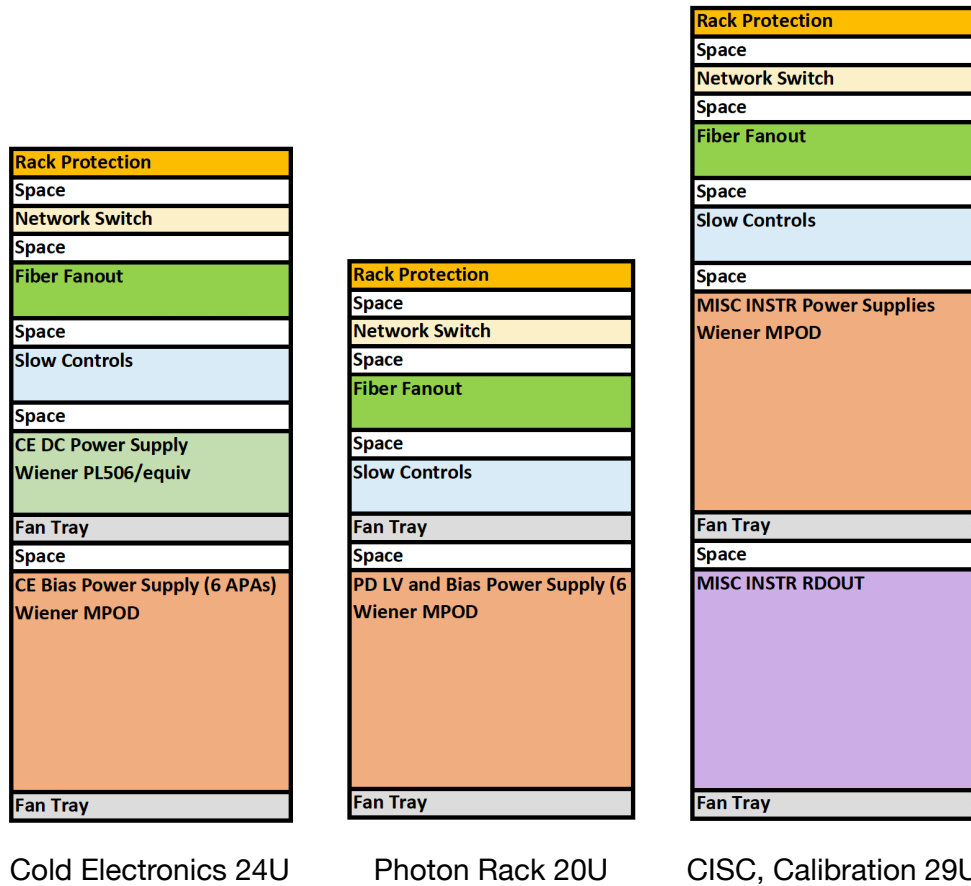 Rack Protection
Space
Network Switch
Space
Fiber Fanout
Space
Slow Controls
Space
CE DC Power Supply
Wiener PL506/equiv
Fan Tray
Space
CE Bias Power Supply (6 APAs)
Wiener MPOD
Fan Tray
Cold Electronics 24U
Rack Protection
Space
Network Switch
Space
Fiber Fanout
Space
Slow Controls
Fan Tray
Space
PD LV and Bias Power Supply (6
Wiener MPOD
Fan Tray
Photon Rack 20U
Rack Protection
Space
Network Switch
Space
Fiber Fanout
Space
Slow Controls
Space
MISC INSTR Power Supplies
Wiener MPOD
Fan Tray
Space
MISC INSTR RDOUT
Fan Tray
CISC, Calibration 29U